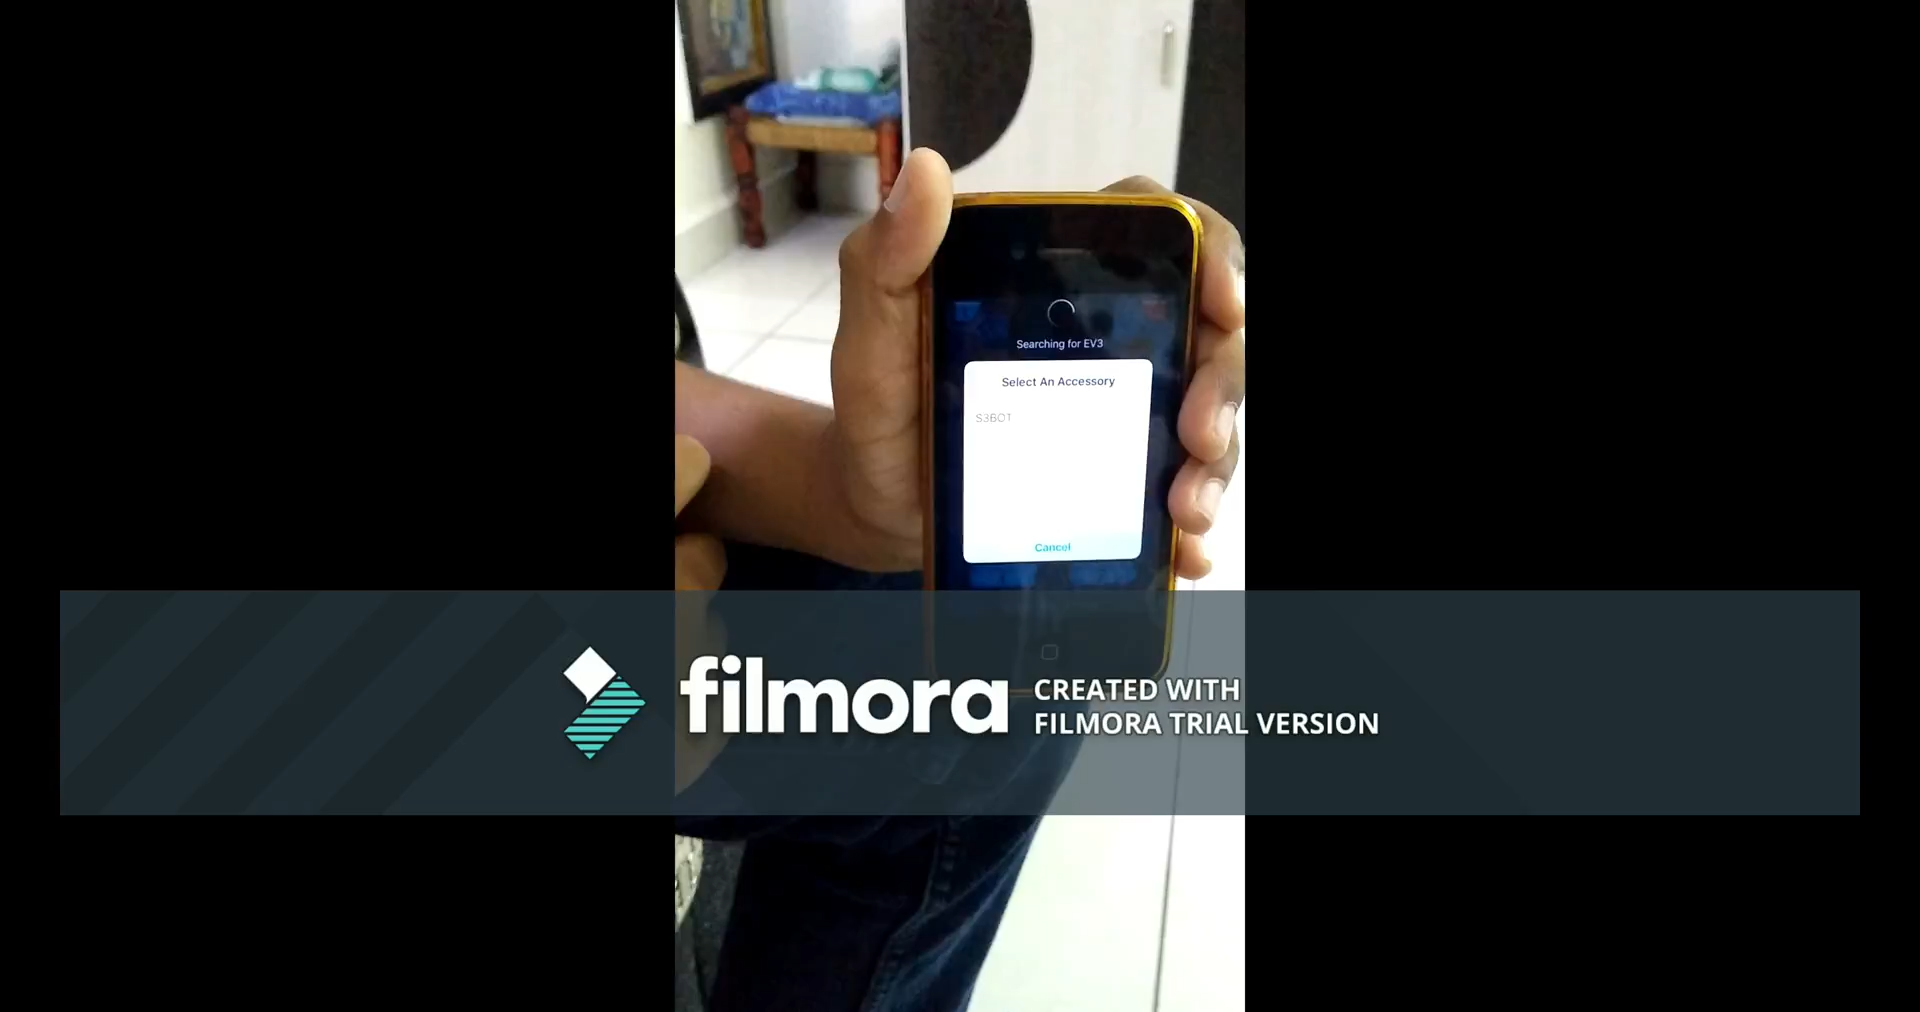 Searching for EV3
Select An Accessory
S3BOT
Cancel
filmora
CREATED WITH
FILMORA TRIAL VERSION